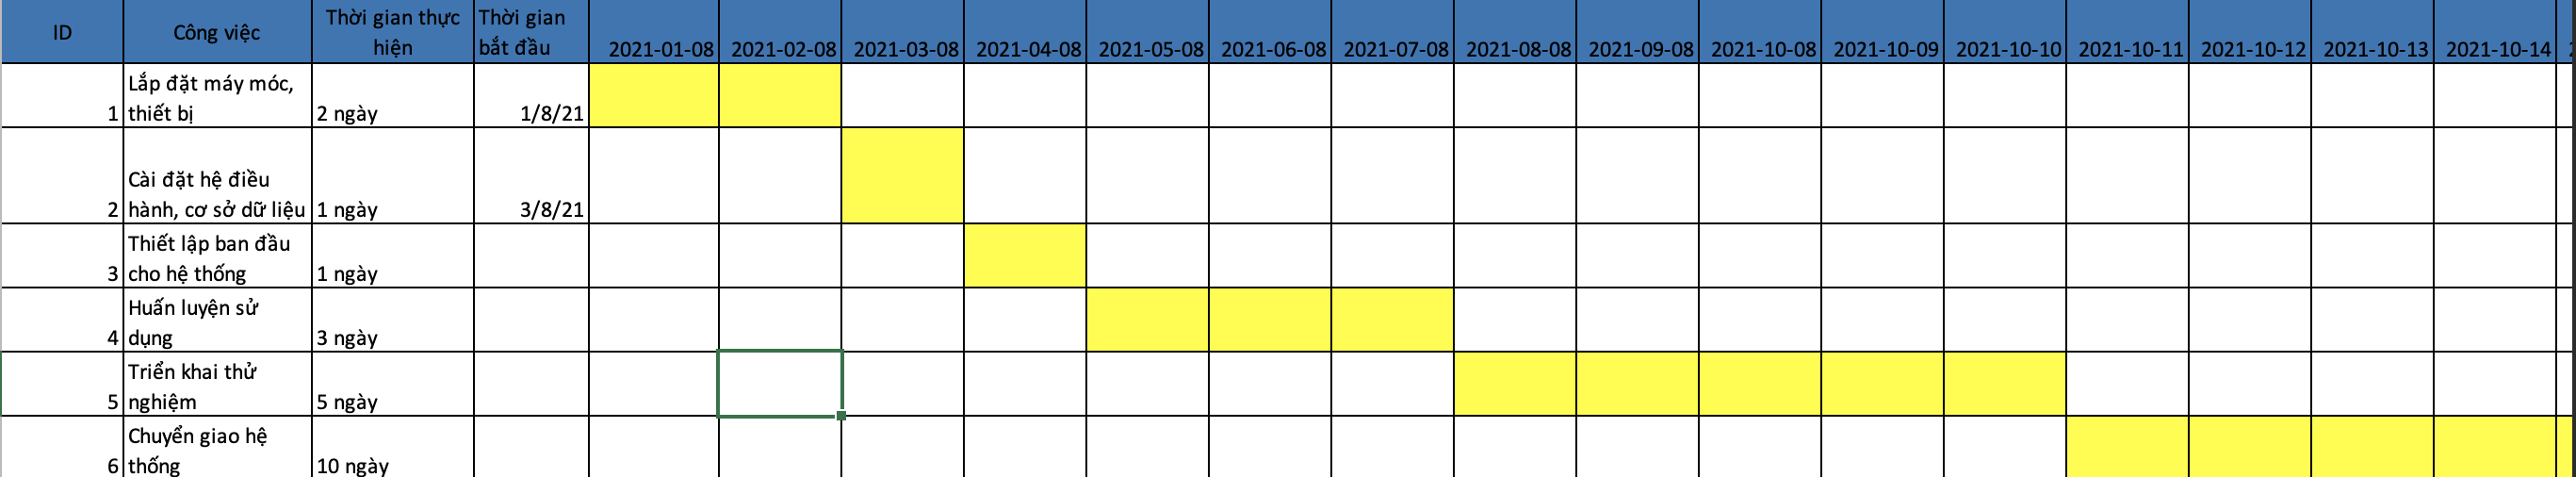 ID
Công việc
Thời gian thực
hiện
Thời gian
bắt đầu
2021-01-08
2021-02-08
2021-03-08
2021-04-08
2021-05-08
2021-06-08
2021-07-08
2021-08-08
2021-09-08
2021-10-08
2021-10-09
2021-10-10
2021-10-11
2021-10-12
2021-10-13
2021-10-14
1
Lắp đặt máy móc,
thiết bị
2 ngày
1/8/21
2
Cài đặt hệ điều
hành, cơ sở dữ liệu
1 ngày
3/8/21
3
Thiết lập ban đầu
cho hệ thống
1 ngày
4
Huấn luyện sử
dụng
3 ngày
5
Triển khai thử
nghiệm
5 ngày
6
Chuyển giao hệ
thống
10 ngày